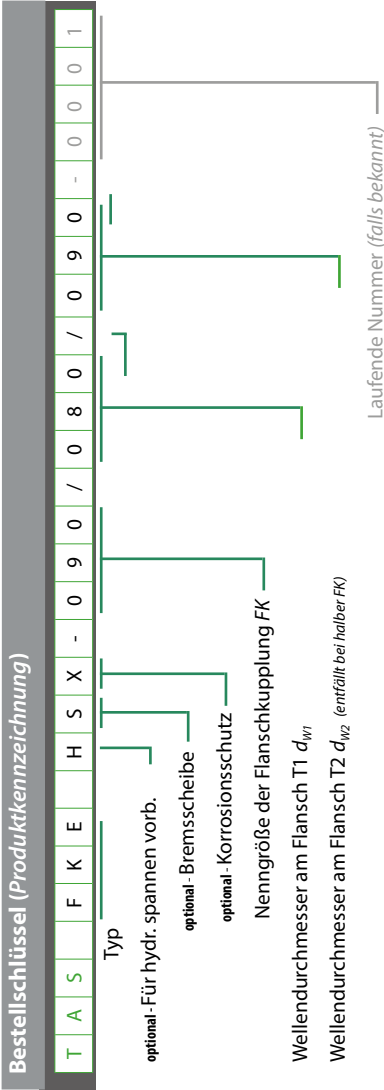 Bestellschlüssel (Produktkennzeichnung)
T A S F K E H S X - 0 9 0 / 0 8 0 / 0 9 0 - 0 0 0 1
Typ
optional - Für hydr. spannen vorb.
optional - Bremsscheibe
optional - Korrosionsschutz
Nenngröße der Flanschkupplung FK
Wellendurchmesser am Flansch T1 dW1
Wellendurchmesser am Flansch T2 dW2 (entfällt bei halber FK)
Laufende Nummer (falls bekannt)